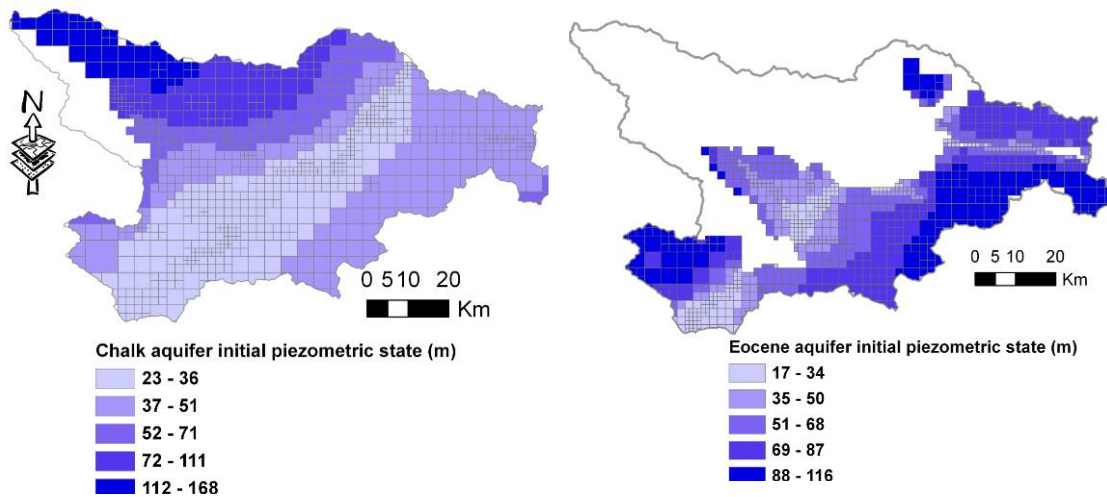 N
0 5 10 20
Km
Chalk aquifer initial piezometric state (m)
23 - 36
37 - 51
52 - 71
72 - 111
112 - 168
0 5 10 20
Km
Eocene aquifer initial piezometric state (m)
17 - 34
35 - 50
51 - 68
69 - 87
88 - 116